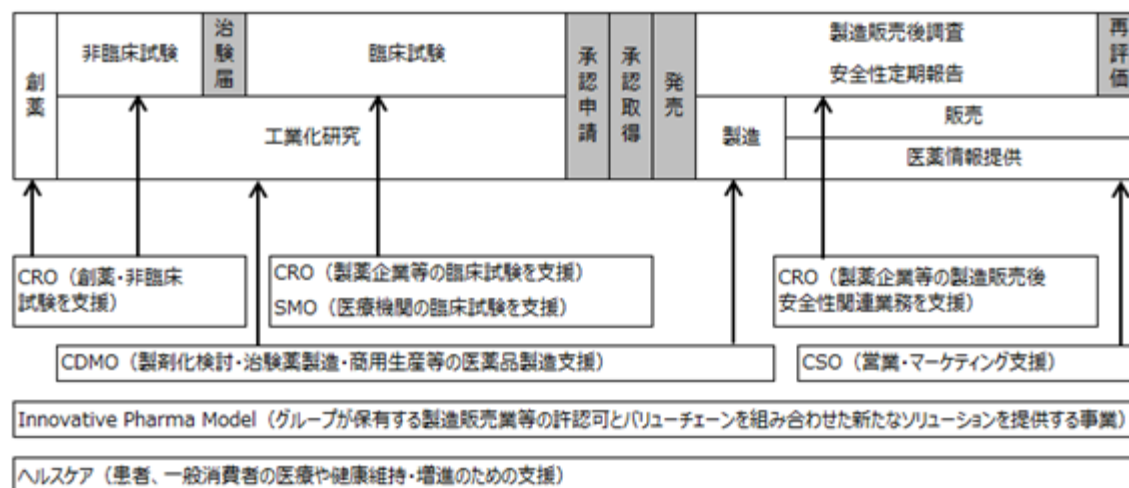 創薬
非臨床試験
治験届
臨床試験
承認申請
承認取得
発売
製造販売後調査
安全性定期報告
再評価
工業化研究
製造
販売
医薬情報提供
CRO（創薬・非臨床
試験を支援）
CRO（製薬企業等の臨床試験を支援）
SMO（医療機関の臨床試験を支援）
CRO（製薬企業等の製造販売後
安全性関連業務を支援）
CDMO（製剤化検討・治験薬製造・商用生産等の医薬品製造支援）
CSO（営業・マーケティング支援）
Innovative Pharma Model（グループが保有する製造販売業等の許認可とバリューチェーンを組み合わせた新たなソリューションを提供する事業）
ヘルスケア（患者、一般消費者の医療や健康維持・増進のための支援）